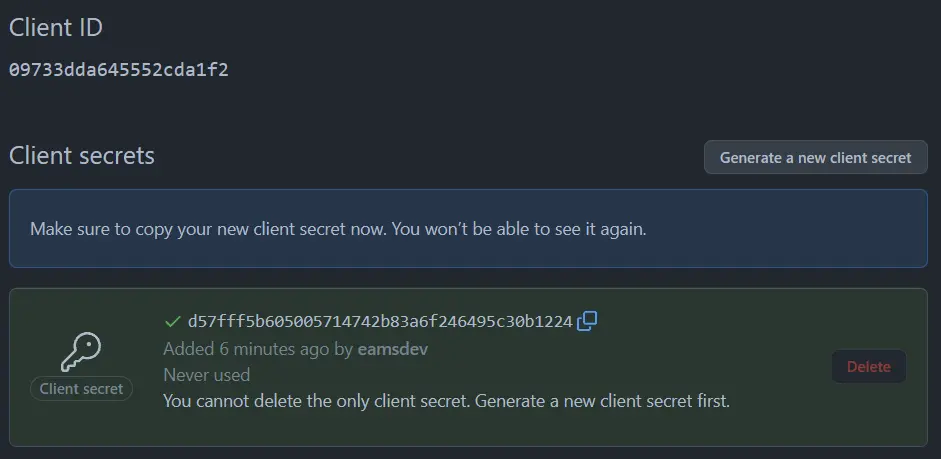 Client ID
09733dda645552cda1f2
Client secrets
Generate a new client secret
Make sure to copy your new client secret now. You won’t be able to see it again.
d57fff5b605005714742b83a6f246495c30b1224
Added 6 minutes ago by eamsdev
Never used
Client secret
Delete
You cannot delete the only client secret. Generate a new client secret first.